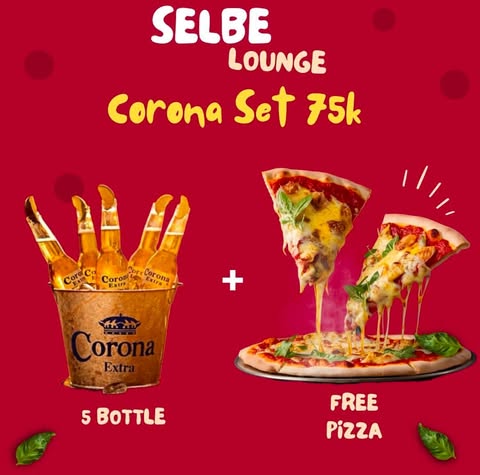 SELBE
LOUNGE
Corona Set 75k
Corona
Extra
+
5 BOTTLE
FREE
PiZZA